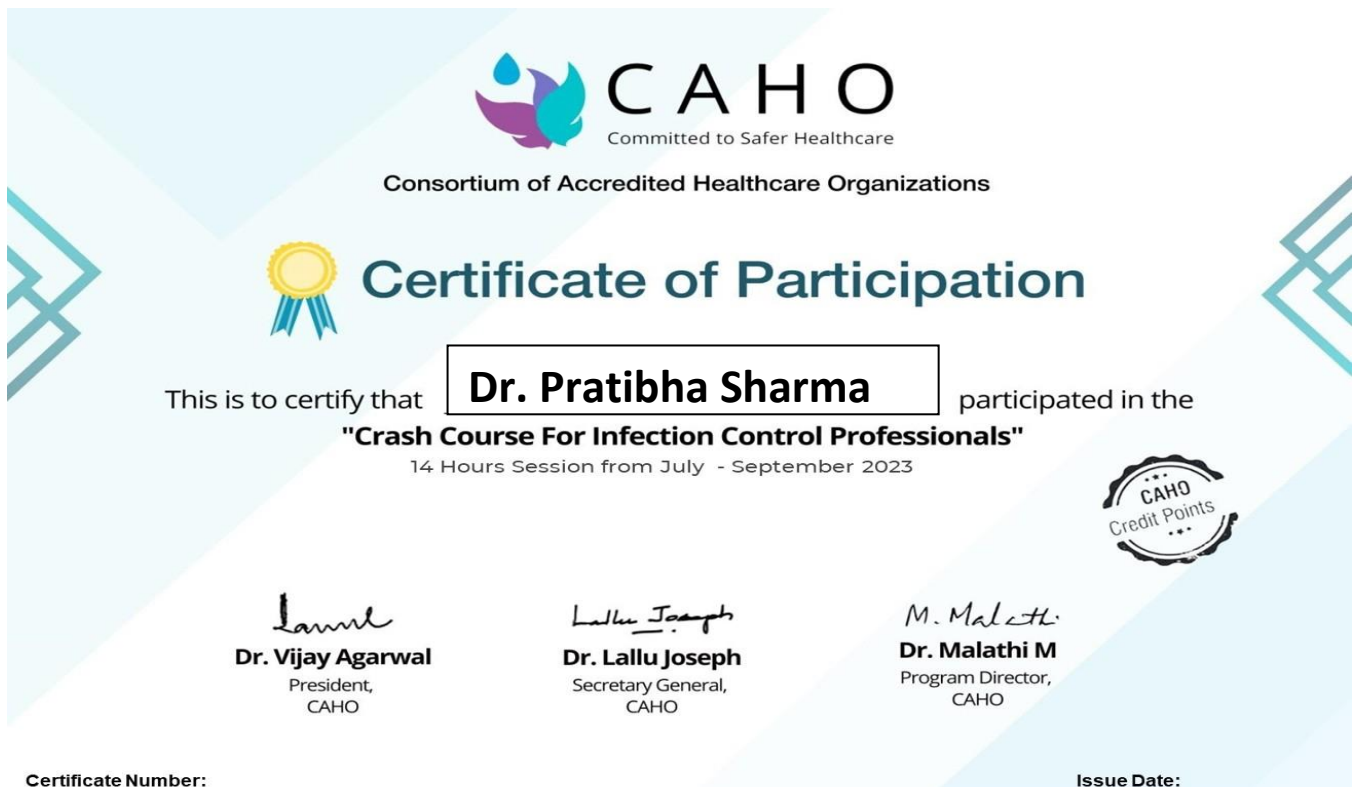 CAHO
Committed to Safer Healthcare
Consortium of Accredited Healthcare Organizations
Certificate of Participation
This is to certify that Dr. Pratibha Sharma participated in the
"Crash Course For Infection Control Professionals"
14 Hours Session from July - September 2023
CAHO
Credit Points
Lallu Joseph
M. Malathi
Dr. Vijay Agarwal
President,
CAHO
Dr. Lallu Joseph
Secretary General,
CAHO
Dr. Malathi M
Program Director,
CAHO
Certificate Number:
Issue Date: